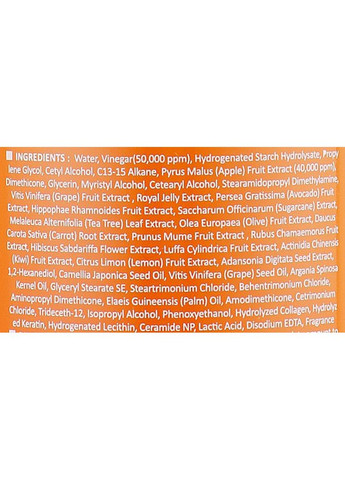 INGREDIENTS : Water, Vinegar(50,000 ppm), Hydrogenated Starch Hydrolysate, Propy
lene Glycol, Cetyl Alcohol, C13-15 Alkane, Pyrus Malus (Apple) Fruit Extract (40,000 ppm),
Dimethicone, Glycerin, Myristyl Alcohol, Cetearyl Alcohol, Stearamidopropyl Dimethylamine,
Vitis Vinifera (Grape) Fruit Extract , Royal Jelly Extract, Persea Gratissima (Avocado) Fruit
Extract, Hippophae Rhamnoides Fruit Extract, Saccharum Officinarum (Sugarcane) Extract,
Melaleuca Alternifolia (Tea Tree) Leaf Extract, Olea Europaea (Olive) Fruit Extract, Daucus
Carota Sativa (Carrot) Root Extract, Prunus Mume Fruit Extract , Rubus Chamaemorus Fruit
Extract, Hibiscus Sabdariffa Flower Extract, Luffa Cylindrica Fruit Extract, Actinidia Chinensis
(Kiwi) Fruit Extract, Citrus Limon (Lemon) Fruit Extract, Adansonia Digitata Seed Extract,
1,2-Hexanediol, Camellia Japonica Seed Oil, Vitis Vinifera (Grape) Seed Oil, Argania Spinosa
Kernel Oil, Glyceryl Stearate SE, Steartrimonium Chloride, Behentrimonium Chloride,
Aminopropyl Dimethicone, Elaeis Guineensis (Palm) Oil, Amodimethicone, Cetrimonium
Chloride, Trideceth-12, Isopropyl Alcohol, Phenoxyethanol, Hydrolyzed Collagen, Hydrolyz
ed Keratin, Hydrogenated Lecithin, Ceramide NP, Lactic Acid, Disodium EDTA, Fragrance